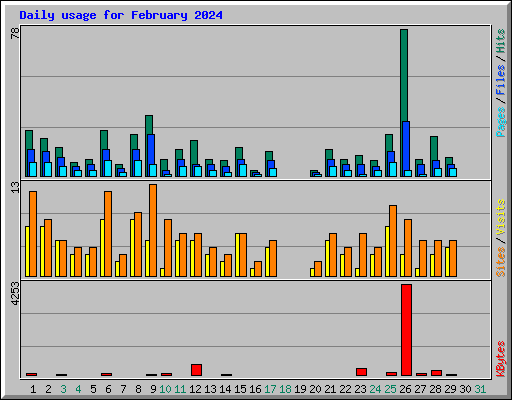 Daily usage for February 2024
78
Pages / Files / Hits
13
Sites / Visits
4253
KBytes
1 2 3 4 5 6 7 8 9 10 11 12 13 14 15 16 17 18 19 20 21 22 23 24 25 26 27 28 29 30 31